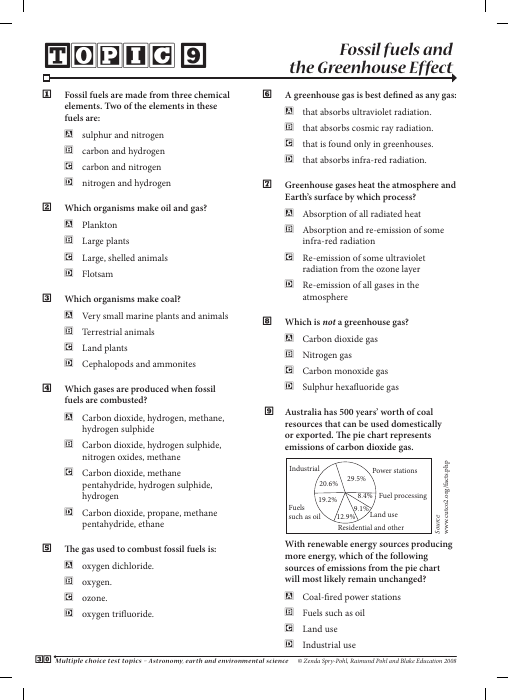 TOPIC 9
Fossil fuels and
the Greenhouse Effect
1 Fossil fuels are made from three chemical
elements. Two of the elements in these
fuels are:
A sulphur and nitrogen
B carbon and hydrogen
C carbon and nitrogen
D nitrogen and hydrogen
2 Which organisms make oil and gas?
A Plankton
B Large plants
C Large, shelled animals
D Flotsam
3 Which organisms make coal?
A Very small marine plants and animals
B Terrestrial animals
C Land plants
D Cephalopods and ammonites
4 Which gases are produced when fossil
fuels are combusted?
A Carbon dioxide, hydrogen, methane,
hydrogen sulphide
B Carbon dioxide, hydrogen sulphide,
nitrogen oxides, methane
C Carbon dioxide, methane
pentahydride, hydrogen sulphide,
hydrogen
D Carbon dioxide, propane, methane
pentahydride, ethane
5 The gas used to combust fossil fuels is:
A oxygen dichloride.
B oxygen.
C ozone.
D oxygen trifluoride.
6 A greenhouse gas is best defined as any gas:
A that absorbs ultraviolet radiation.
B that absorbs cosmic ray radiation.
C that is found only in greenhouses.
D that absorbs infra-red radiation.
7 Greenhouse gases heat the atmosphere and
Earth's surface by which process?
A Absorption of all radiated heat
B Absorption and re-emission of some
infra-red radiation
C Re-emission of some ultraviolet
radiation from the ozone layer
D Re-emission of all gases in the
atmosphere
8 Which is not a greenhouse gas?
A Carbon dioxide gas
B Nitrogen gas
C Carbon monoxide gas
D Sulphur hexafluoride gas
9 Australia has 500 years' worth of coal
resources that can be used domestically
or exported. The pie chart represents
emissions of carbon dioxide gas.
Industrial
Power stations
29.5%
20.6%
8.4%
Fuel processing
19.2%
9.1%
Fuels
such as oil
12.9%
Land use
Residential and other
Source
www.cutco2.org/facts.php
With renewable energy sources producing
more energy, which of the following
sources of emissions from the pie chart
will most likely remain unchanged?
A Coal-fired power stations
B Fuels such as oil
C Land use
D Industrial use
30 Multiple choice test topics – Astronomy, earth and environmental science © Zenda Spry-Pohl, Raimund Pohl and Blake Education 2008